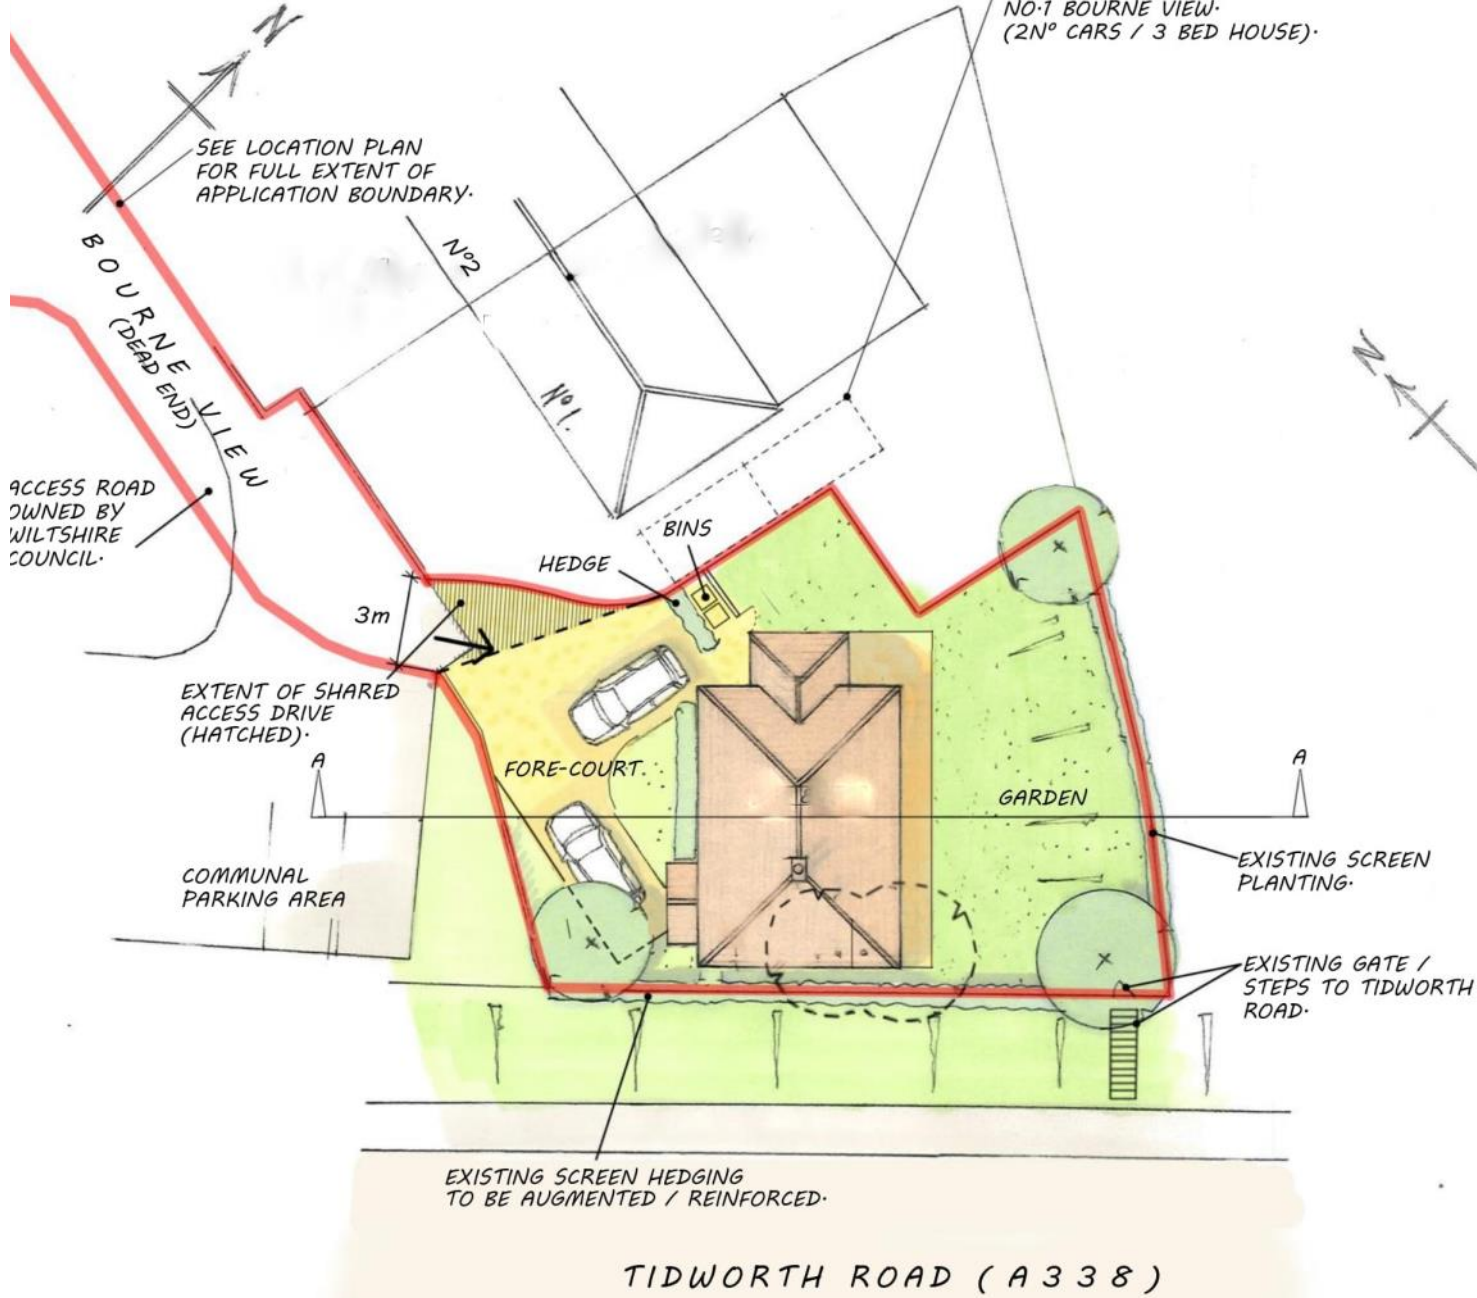 NO.1 BOURNE VIEW.
(2Nº CARS / 3 BED HOUSE).
N
SEE LOCATION PLAN
FOR FULL EXTENT OF
APPLICATION BOUNDARY.
BOURNE VIEW
(DEAD END)
Nº2
Nº1.
N
ACCESS ROAD
OWNED BY
WILTSHIRE
COUNCIL.
BINS
HEDGE
3m
EXTENT OF SHARED
ACCESS DRIVE
(HATCHED).
FORE-COURT.
A
A
GARDEN
COMMUNAL
PARKING AREA
EXISTING SCREEN
PLANTING.
EXISTING GATE /
STEPS TO TIDWORTH
ROAD.
EXISTING SCREEN HEDGING
TO BE AUGMENTED / REINFORCED.
TIDWORTH ROAD (A338)